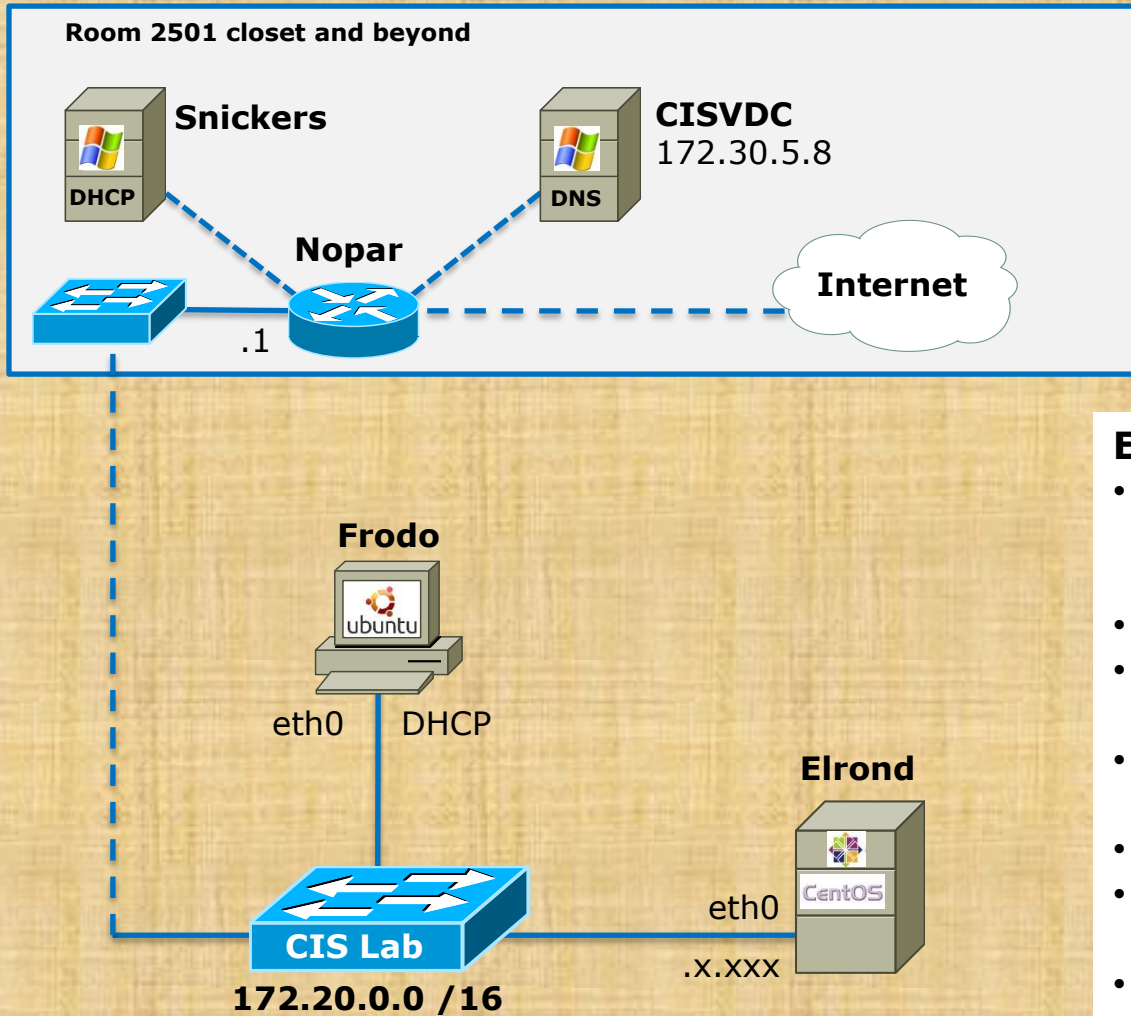 Room 2501 closet and beyond
Snickers
DHCP
CISVDC
172.30.5.8
DNS
Nopar
.1
Internet
E
•
•
•
•
•
•
•
Frodo
ubuntu
eth0
DHCP
Elrond
CentOS
eth0
.x.xxx
CIS Lab
172.20.0.0 /16